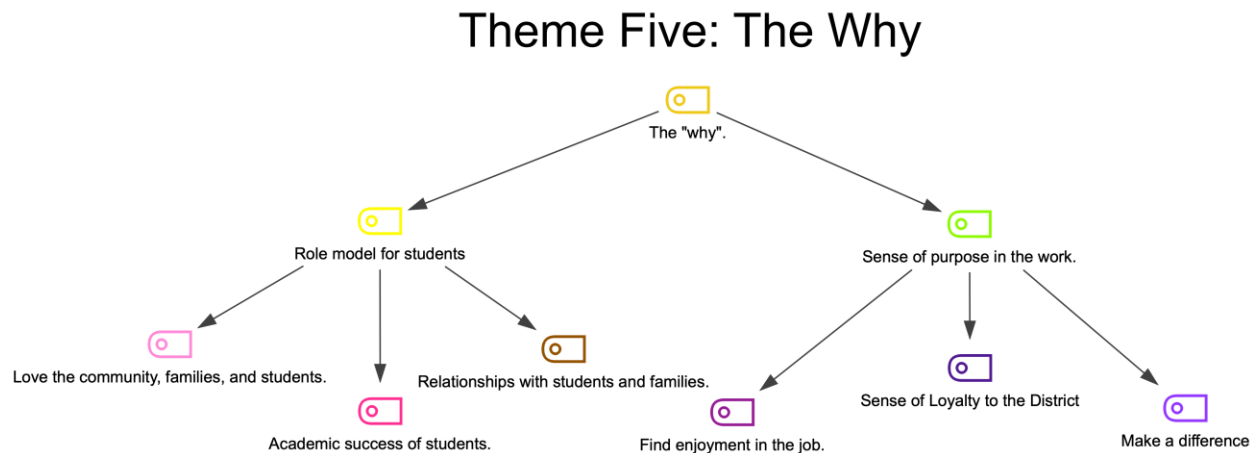 Theme Five: The Why
The "why".
Role model for students
Sense of purpose in the work.
Love the community, families, and students.
Relationships with students and families.
Sense of Loyalty to the District
Academic success of students.
Find enjoyment in the job.
Make a difference